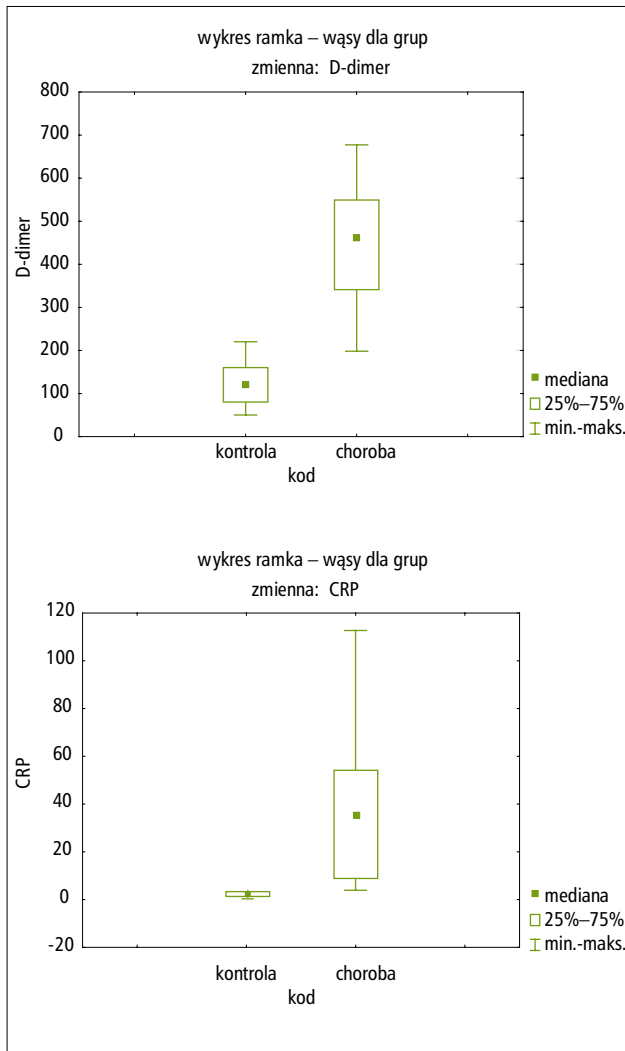 wykres ramka – wąsy dla grup
zmienna: D-dimer
800
700
600
500
400
300
200
100
0
D-dimer
kontrola choroba
kod
mediana
25%–75%
min.-maks.
wykres ramka – wąsy dla grup
zmienna: CRP
120
100
80
60
40
20
0
-20
CRP
kontrola choroba
kod
mediana
25%–75%
min.-maks.